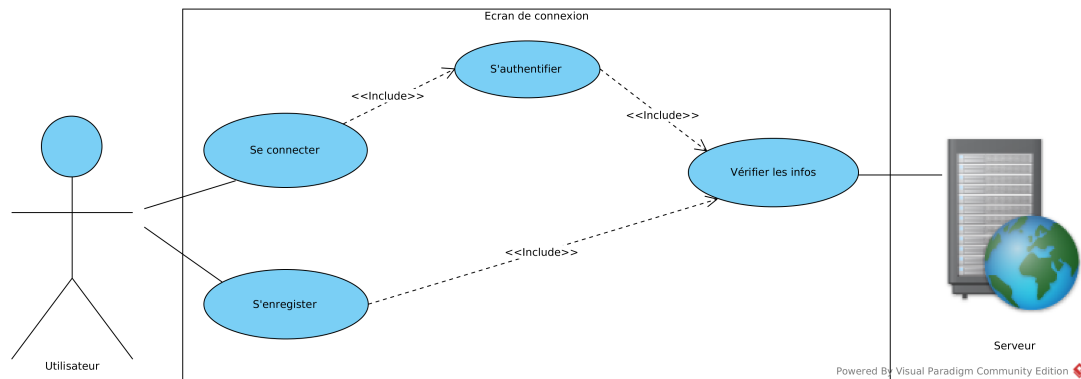 Ecran de connexion
S'authentifier
<<Include>>
<<Include>>
Se connecter
Vérifier les infos
<<Include>>
S'enregister
Serveur
Utilisateur
Powered By Visual Paradigm Community Edition